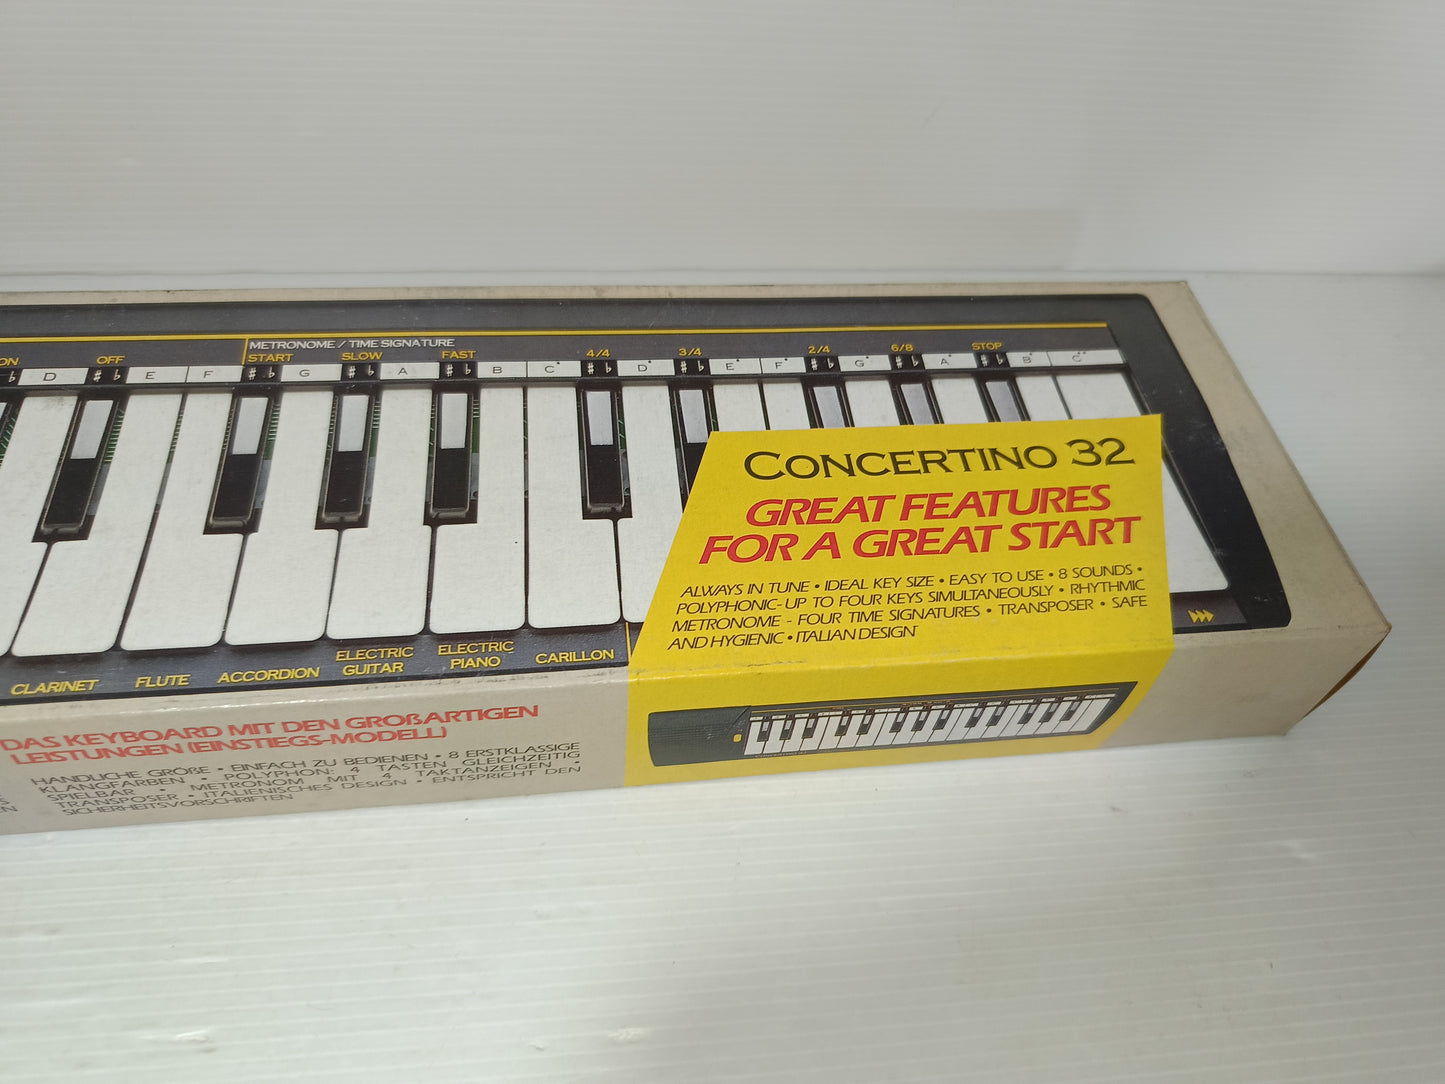 METRONOME / TIME SIGNATURE
ON OFF START SLOW FAST 4/4 3/4 2/4 6/8 STOP
♭ D ♯ ♭ E F ♯ ♭ G ♯ ♭ A ♯ ♭ B C ♯ ♭ D ♯ ♭ E F ♯ ♭ G ♯ ♭ A ♯ ♭ B C
CONCERTINO 32
GREAT FEATURES
FOR A GREAT START
ALWAYS IN TUNE • IDEAL KEY SIZE • EASY TO USE • 8 SOUNDS •
POLYPHONIC- UP TO FOUR KEYS SIMULTANEOUSLY • RHYTHMIC
METRONOME - FOUR TIME SIGNATURES • TRANSPOSER • SAFE
AND HYGIENIC • ITALIAN DESIGN
CLARINET
FLUTE
ACCORDION
ELECTRIC
GUITAR
ELECTRIC
PIANO
CARILLON
DAS KEYBOARD MIT DEN GROßARTIGEN
LEISTUNGEN (EINSTIEGS-MODELL)
HANDLICHE GRÖßE • EINFACH ZU BEDIENEN • 8 ERSTKLASSIGE
KLANGFARBEN • POLYPHON: 4 TASTEN GLEICHZEITIG
SPIELBAR • METRONOM MIT 4 TAKTANZEIGEN •
TRANSPOSER • ITALIENISCHES DESIGN • ENTSPRICHT DEN
SICHERHEITSVORSCHRIFTEN